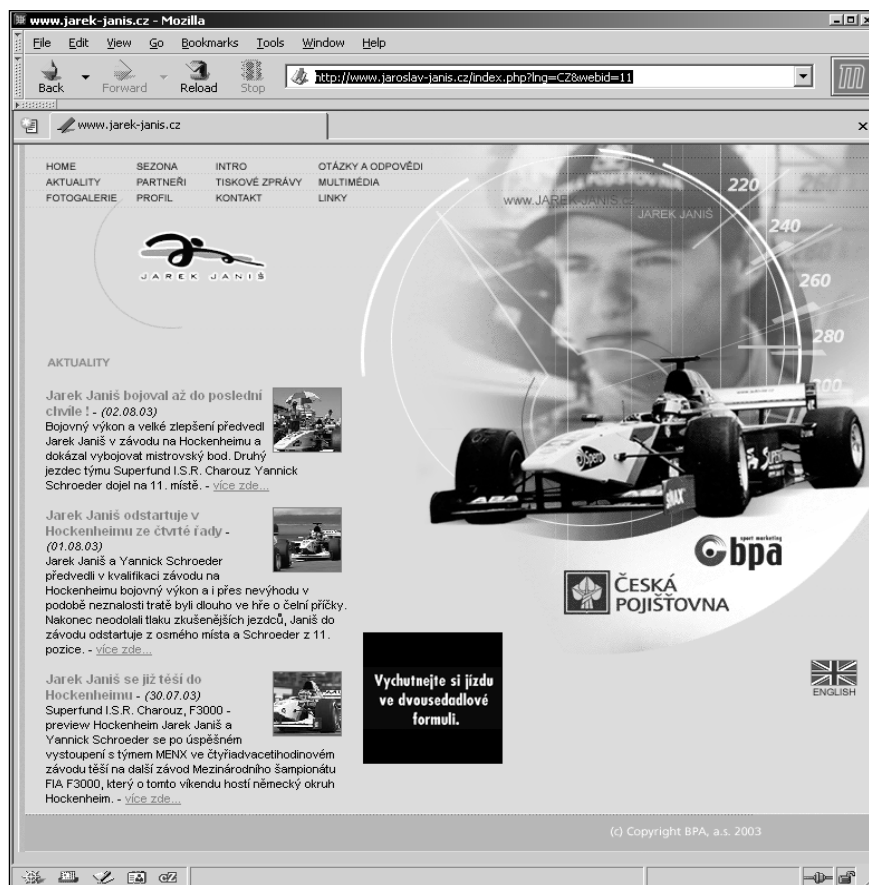 www.jarek-janis.cz - Mozilla
File Edit View Go Bookmarks Tools Window Help
Back Forward Reload Stop http://www.jaroslav-janis.cz/index.php?lng=CZ&webid=11
www.jarek-janis.cz
HOME SEZONA INTRO OTÁZKY A ODPOVĚDI
AKTUALITY PARTNEŘI TISKOVÉ ZPRÁVY MULTIMÉDIA
FOTOGALERIE PROFIL KONTAKT LINKY
www.JAREK-JANIS.cz
JAREK JANIŠ
220
240
260
280
300
JAREK JANIŠ
AKTUALITY
Jarek Janiš bojoval až do poslední
chvíle ! - (02.08.03)
Bojovný výkon a velké zlepšení předvedl
Jarek Janiš v závodu na Hockenheimu a
dokázal vybojovat mistrovský bod. Druhý
jezdec týmu Superfund I.S.R. Charouz Yannick
Schroeder dojel na 11. místě. - více zde...
Jarek Janiš odstartuje v
Hockenheimu ze čtvrté řady -
(01.08.03)
Jarek Janiš a Yannick Schroeder
předvedli v kvalifikaci závodu na
Hockenheimu bojovný výkon a i přes nevýhodu v
podobě neznalosti tratě byli dlouho ve hře o čelní příčky.
Nakonec neodolali tlaku zkušenějších jezdců, Janiš do
závodu odstartuje z osmého místa a Schroeder z 11.
pozice. - více zde...
Jarek Janiš se již těší do
Hockenheimu - (30.07.03)
Superfund I.S.R. Charouz, F3000 -
preview Hockenheim Jarek Janiš a
Yannick Schroeder se po úspěšném
vystoupení s týmem MENX ve čtyřiadvacetihodinovém
závodu těší na další závod Mezinárodního šampionátu
FIA F3000, který o tomto víkendu hostí německý okruh
Hockenheim. - více zde...
sport marketing
bpa
ČESKÁ
POJIŠŤOVNA
Vychutnejte si jízdu
ve dvousedadlové
formuli.
ENGLISH
(c) Copyright BPA, a.s. 2003
cZ